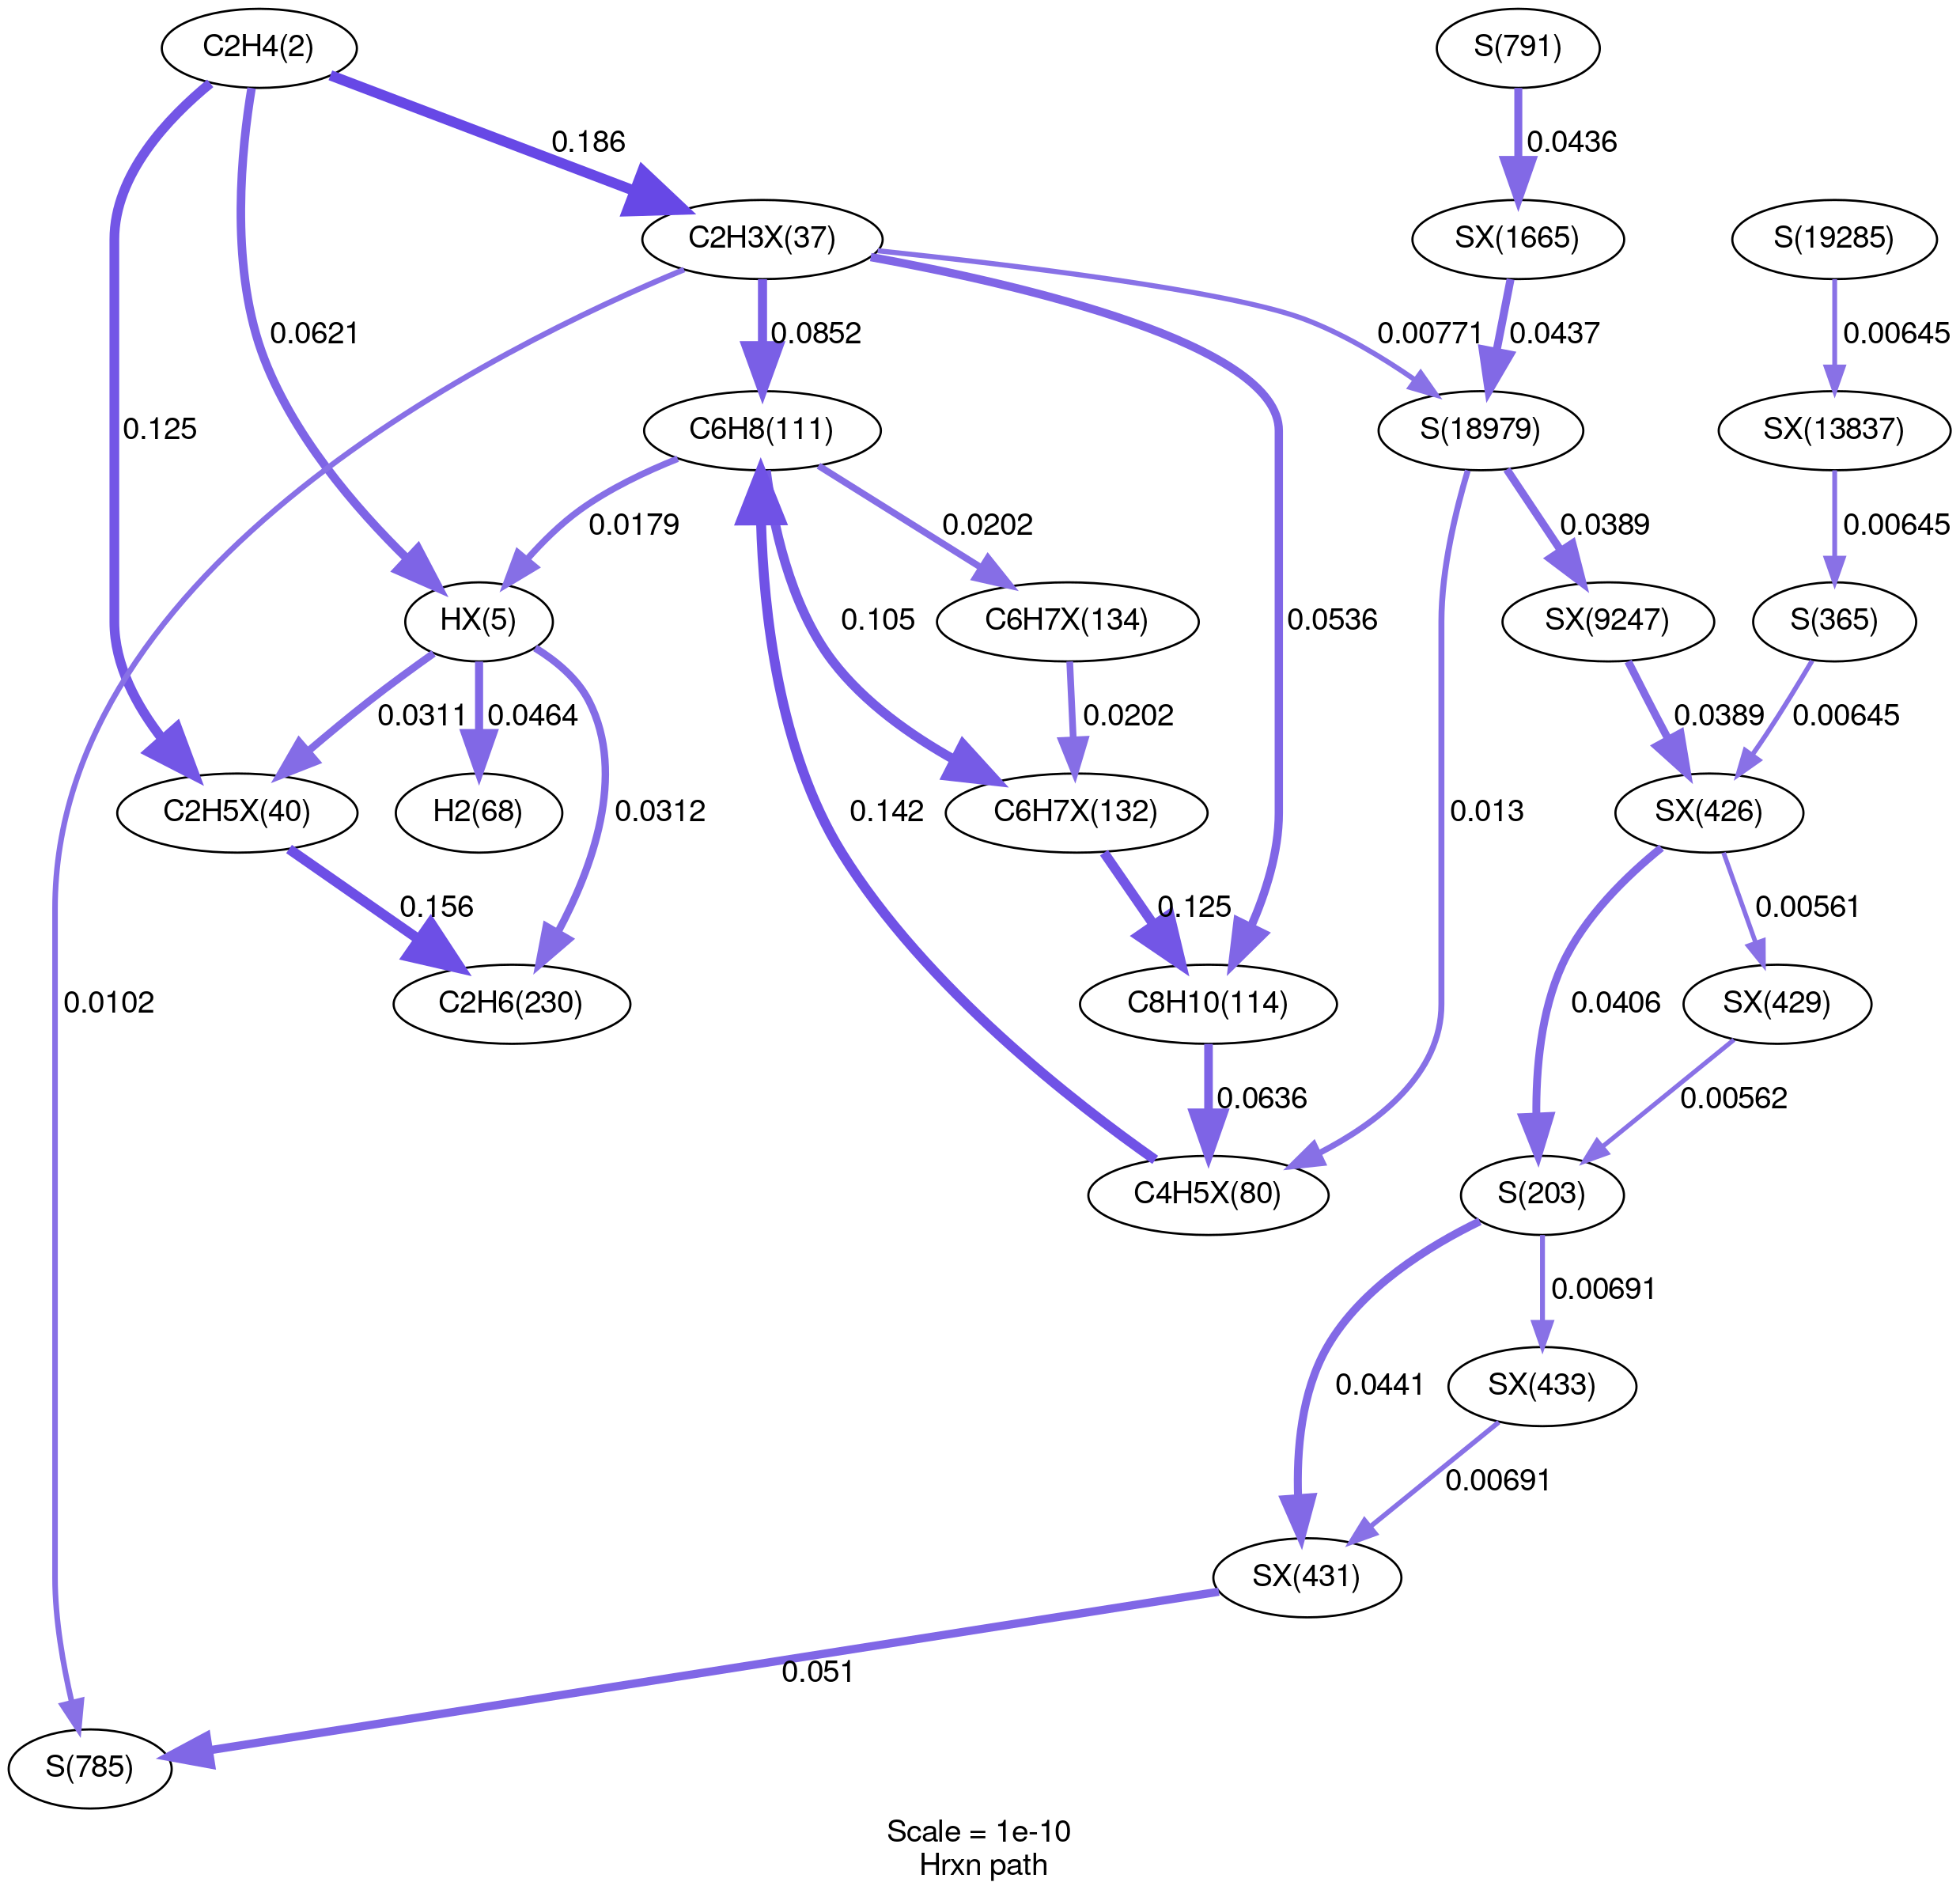 C2H4(2)
S(791)
0.186
0.0436
C2H3X(37)
SX(1665)
S(19285)
0.0621
0.0852
0.00771
0.0437
0.00645
0.125
C6H8(111)
S(18979)
SX(13837)
0.0179
0.0202
0.0389
0.00645
HX(5)
0.105
C6H7X(134)
0.0536
SX(9247)
S(365)
0.0311
0.0464
0.0202
0.0389
0.00645
C2H5X(40)
H2(68)
0.0312
0.142
C6H7X(132)
0.013
SX(426)
0.156
0.125
0.00561
0.0102
C2H6(230)
C8H10(114)
0.0406
SX(429)
0.0636
0.00562
C4H5X(80)
S(203)
0.00691
0.0441
SX(433)
0.00691
SX(431)
0.051
S(785)
Scale = 1e-10
Hrxn path